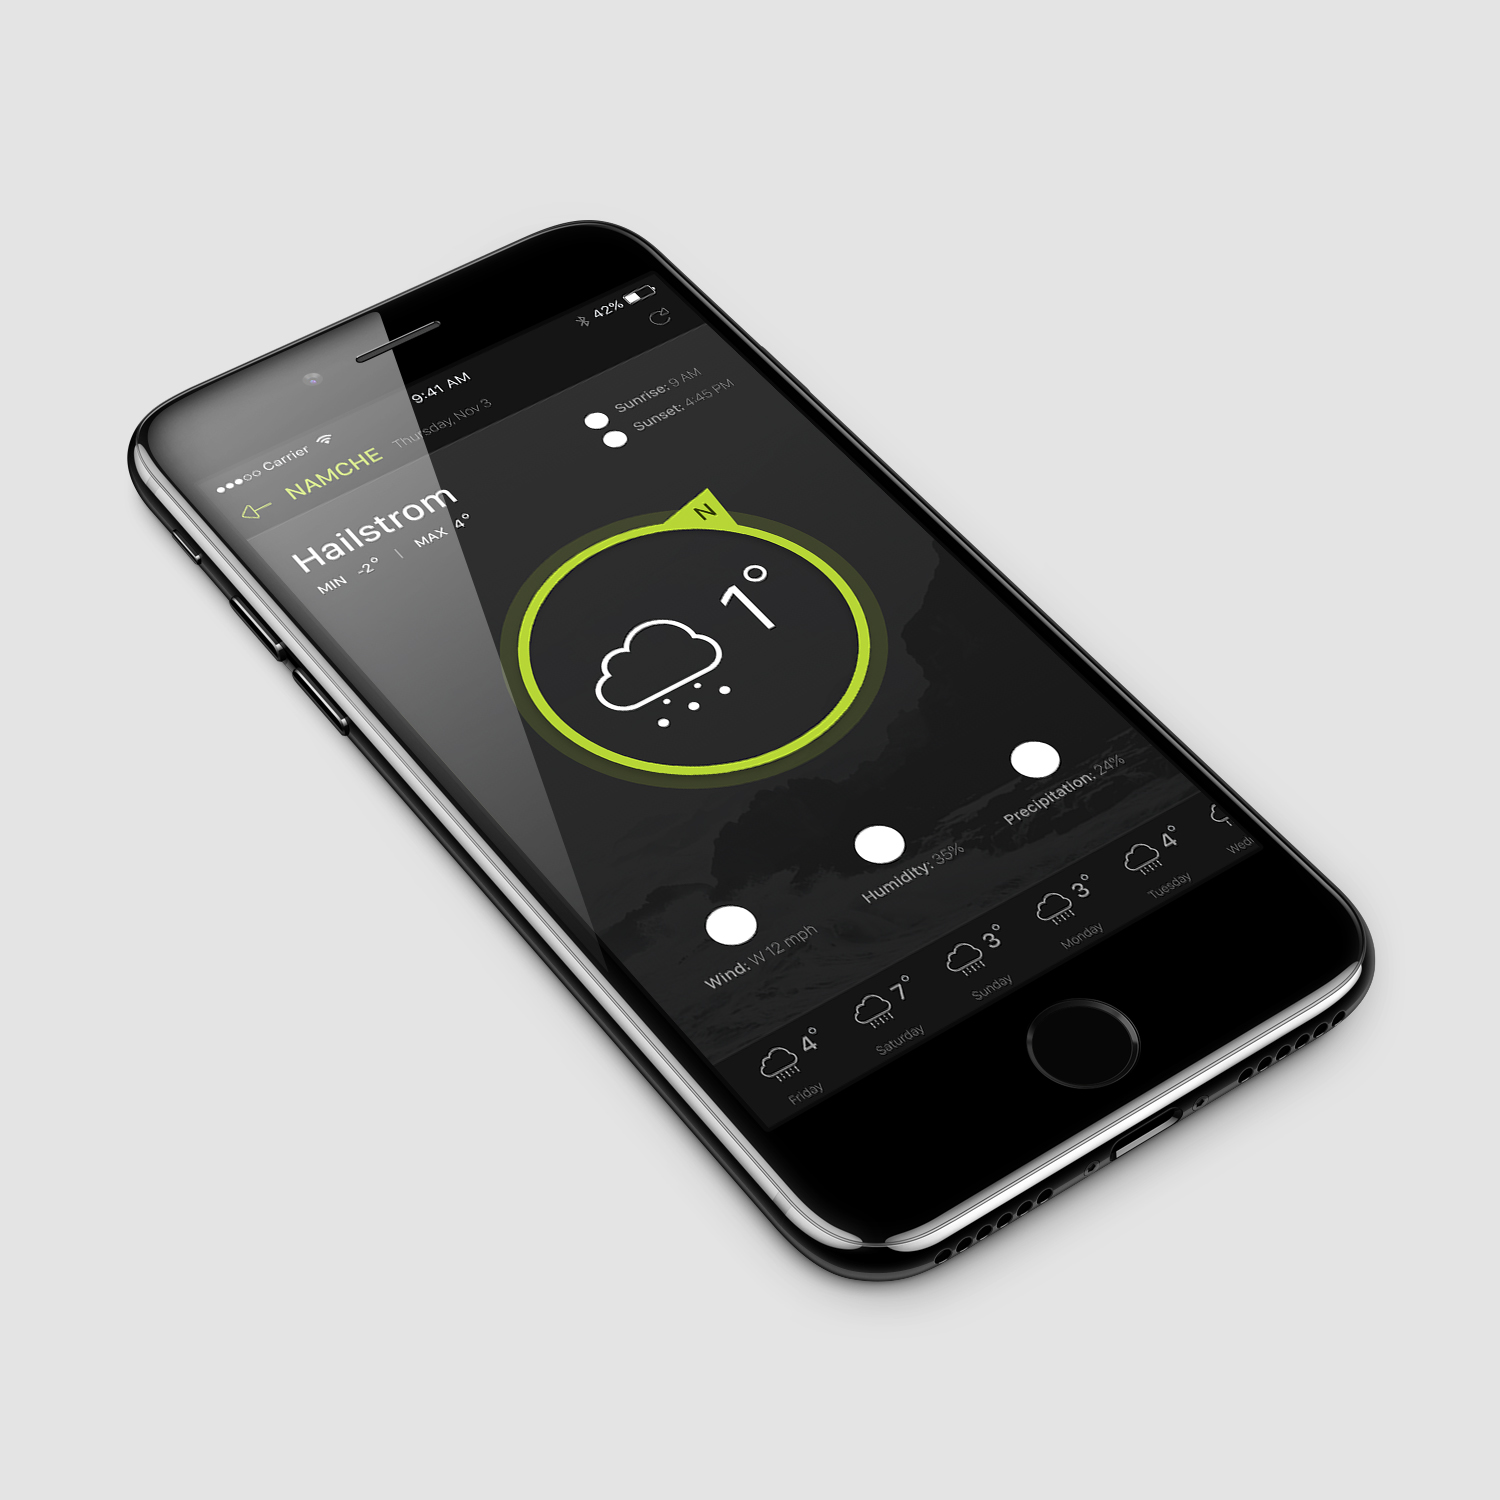 Carrier
9:41 AM
42%
NAMCHE Thursday, Nov 3
Hailstrom
MIN -2° | MAX 4°
Sunrise: 9 AM
Sunset: 4:45 PM
N
1°
Wind: W 12 mph
Humidity: 35%
Precipitation: 24%
4°
Friday
7°
Saturday
3°
Sunday
3°
Monday
4°
Tuesday
Wed